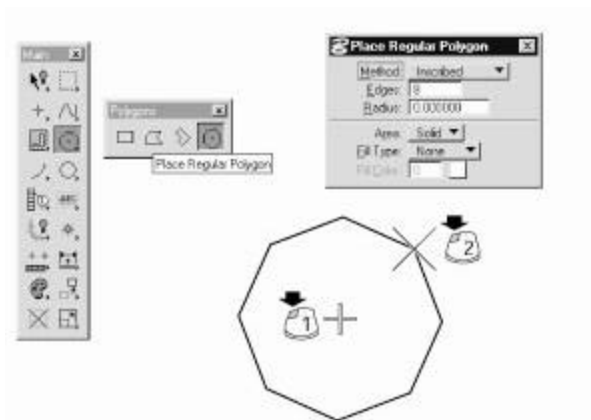 Main
Polygons
Place Regular Polygon
Place Regular Polygon
Method: Inscribed
Edges: 8
Radius: 0.000000
Area: Solid
Fill Type: None
Fill Color: 0
1
2